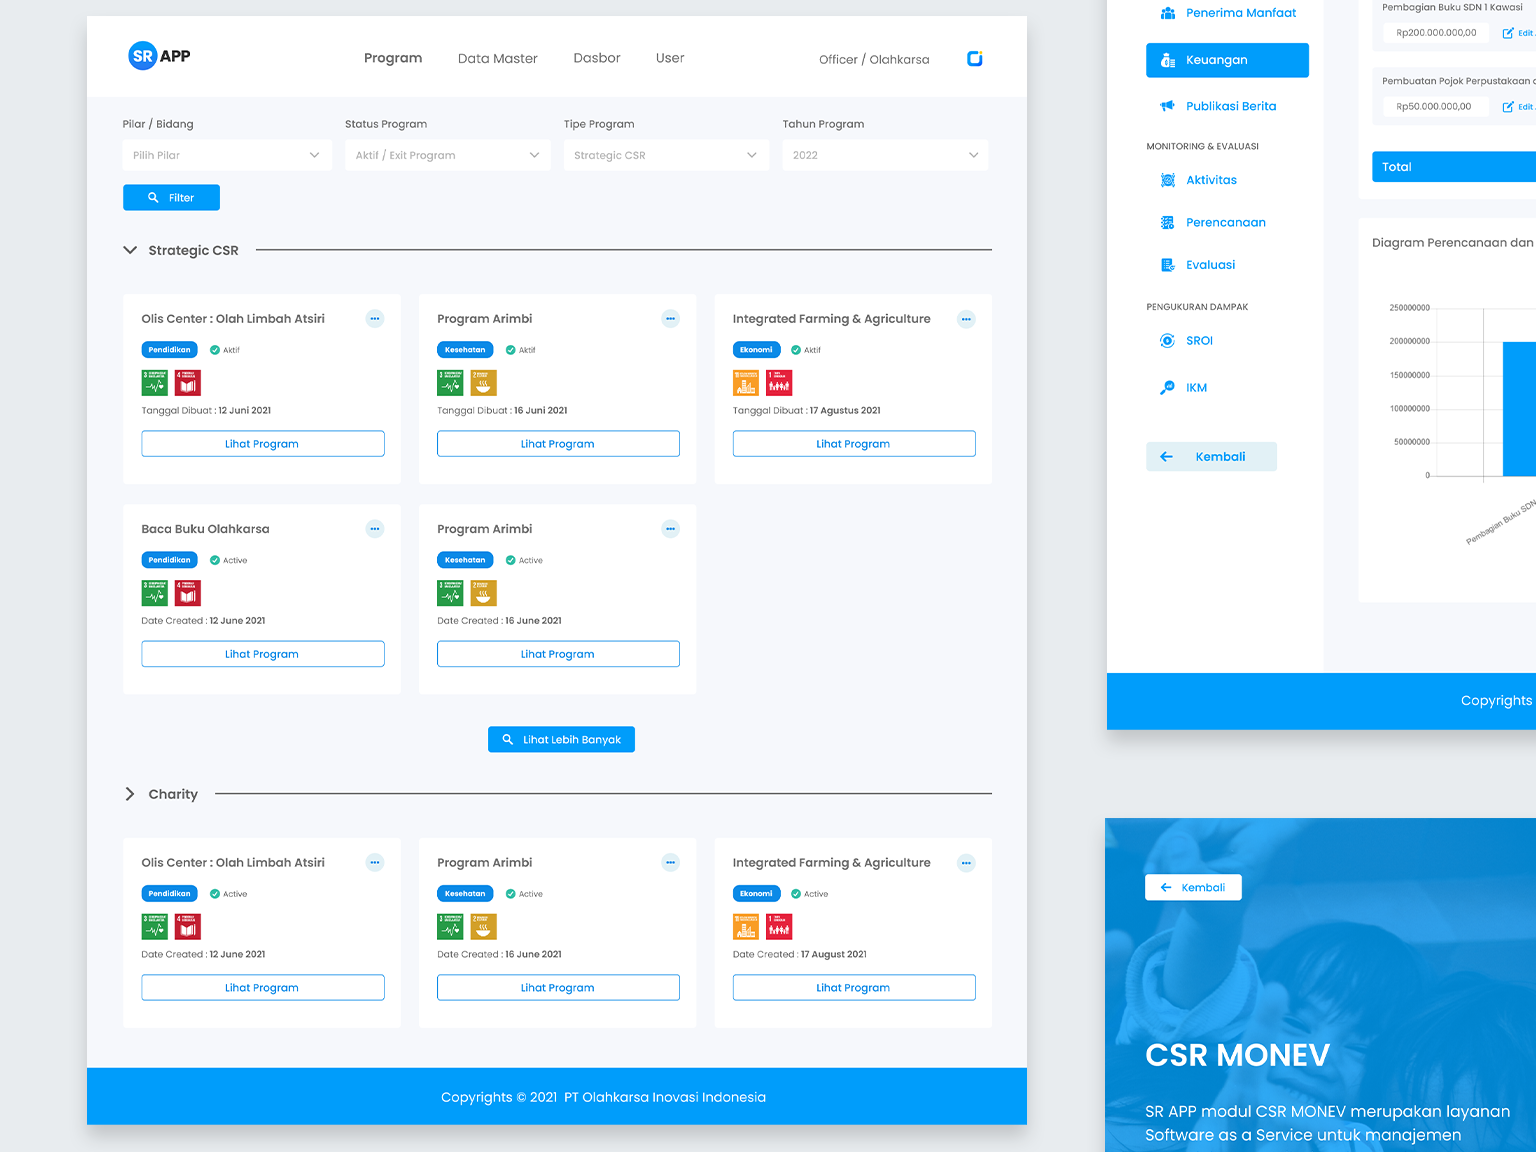 SR APP
Program
Data Master
Dasbor
User
Officer / Olahkarsa
Pilar / Bidang
Status Program
Tipe Program
Tahun Program
Pilih Pilar
Aktif / Exit Program
Strategic CSR
2022
Filter
Strategic CSR
Olis Center : Olah Limbah Atsiri
Pendidikan
Aktif
Tanggal Dibuat : 12 Juni 2021
Lihat Program
Program Arimbi
Kesehatan
Aktif
Tanggal Dibuat : 16 Juni 2021
Lihat Program
Integrated Farming & Agriculture
Ekonomi
Aktif
Tanggal Dibuat : 17 Agustus 2021
Lihat Program
Baca Buku Olahkarsa
Pendidikan
Active
Date Created : 12 June 2021
Lihat Program
Program Arimbi
Kesehatan
Active
Date Created : 16 June 2021
Lihat Program
Lihat Lebih Banyak
Charity
Olis Center : Olah Limbah Atsiri
Pendidikan
Active
Date Created : 12 June 2021
Lihat Program
Program Arimbi
Kesehatan
Active
Date Created : 16 June 2021
Lihat Program
Integrated Farming & Agriculture
Ekonomi
Active
Date Created : 17 August 2021
Lihat Program
Copyrights © 2021 PT Olahkarsa Inovasi Indonesia
Penerima Manfaat
Keuangan
Publikasi Berita
MONITORING & EVALUASI
Aktivitas
Perencanaan
Evaluasi
PENGUKURAN DAMPAK
SROI
IKM
Kembali
Pembagian Buku SDN 1 Kawasi
Rp200.000.000,00
Edit
Pembuatan Pojok Perpustakaan
Rp50.000.000,00
Edit
Total
Diagram Perencanaan dan
250000000
200000000
150000000
100000000
50000000
0
Pembagian Buku SDN
Copyrights
Kembali
CSR MONEV
SR APP modul CSR MONEV merupakan layanan
Software as a Service untuk manajemen